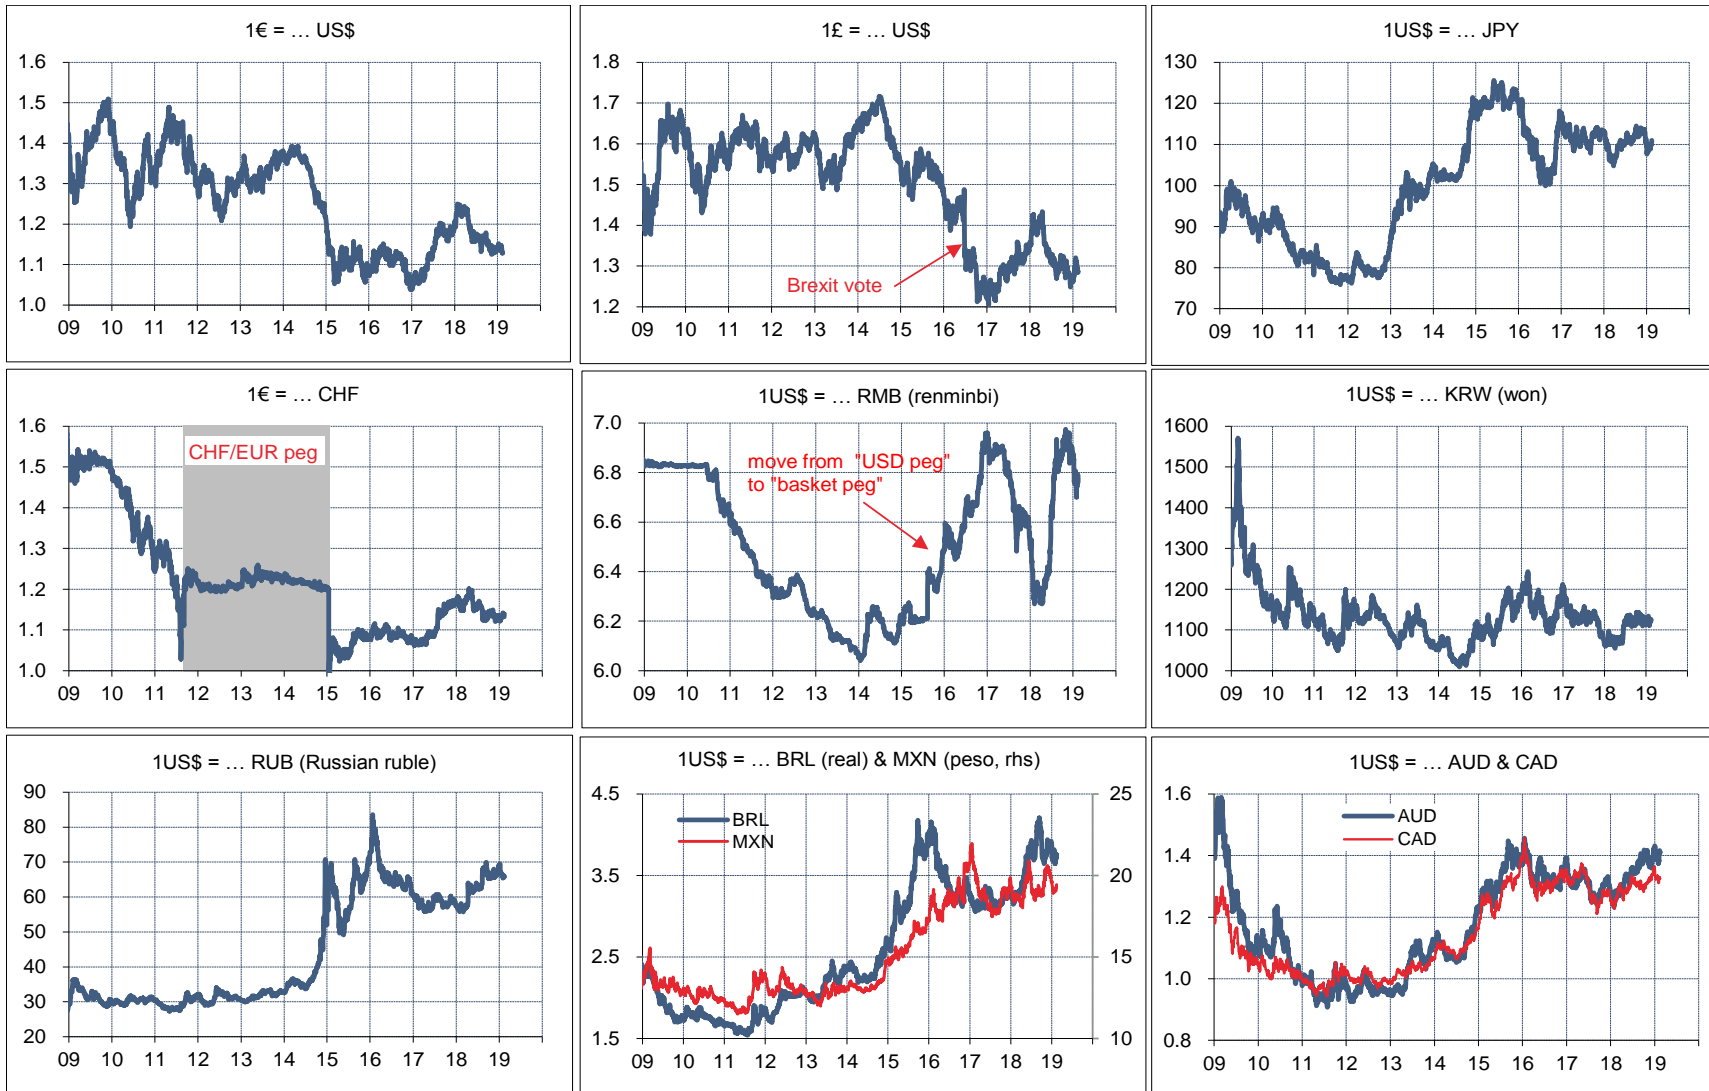 1€ = … US$
1.6
1.5
1.4
1.3
1.2
1.1
1.0
09 10 11 12 13 14 15 16 17 18 19
1£ = … US$
1.8
1.7
1.6
1.5
1.4
1.3
1.2
Brexit vote
09 10 11 12 13 14 15 16 17 18 19
1US$ = … JPY
130
120
110
100
90
80
70
09 10 11 12 13 14 15 16 17 18 19
1€ = … CHF
1.6
1.5
1.4
1.3
1.2
1.1
1.0
CHF/EUR peg
09 10 11 12 13 14 15 16 17 18 19
1US$ = … RMB (renminbi)
7.0
6.8
6.6
6.4
6.2
6.0
move from "USD peg"
to "basket peg"
09 10 11 12 13 14 15 16 17 18 19
1US$ = … KRW (won)
1600
1500
1400
1300
1200
1100
1000
09 10 11 12 13 14 15 16 17 18 19
1US$ = … RUB (Russian ruble)
90
80
70
60
50
40
30
20
09 10 11 12 13 14 15 16 17 18 19
1US$ = … BRL (real) & MXN (peso, rhs)
4.5
3.5
2.5
1.5
BRL
MXN
25
20
15
10
09 10 11 12 13 14 15 16 17 18 19
1US$ = … AUD & CAD
1.6
1.4
1.2
1.0
0.8
AUD
CAD
09 10 11 12 13 14 15 16 17 18 19